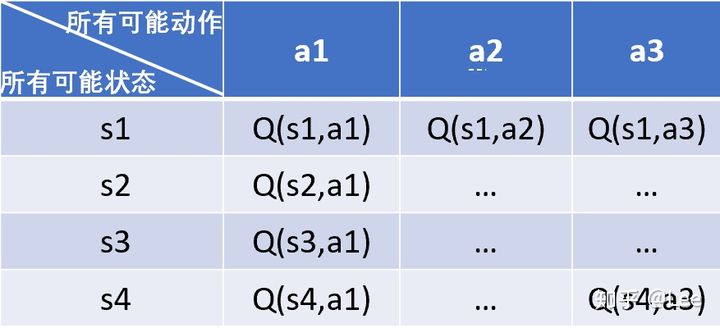 所有可能动作
所有可能状态
a1 a2 a3
s1 Q(s1,a1) Q(s1,a2) Q(s1,a3)
s2 Q(s2,a1) ... ...
s3 Q(s3,a1) ... ...
s4 Q(s4,a1) ... Q(s4,a3)
知乎 @Lee